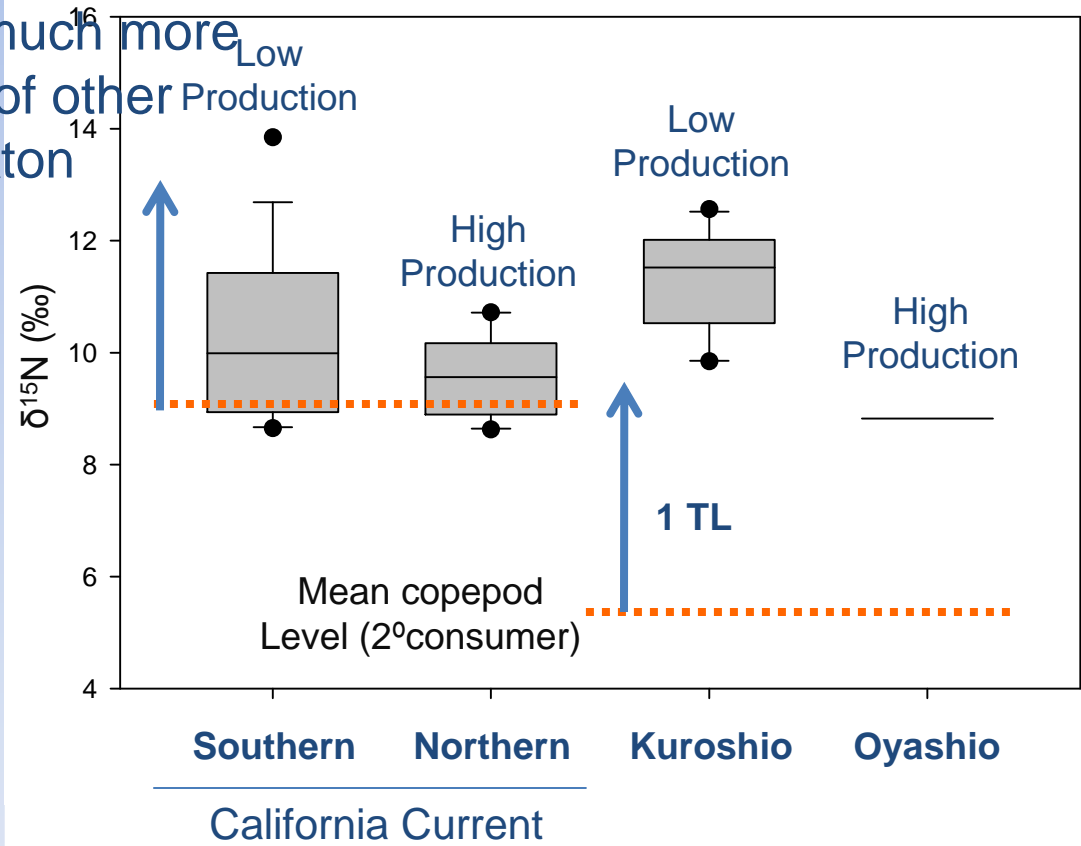 much more
of other
16
Low
Production
14
Low
Production
12
High
Production
High
Production
10
δ¹⁵N (‰)
8
1 TL
6
Mean copepod
Level (2ºconsumer)
4
Southern Northern Kuroshio Oyashio
California Current